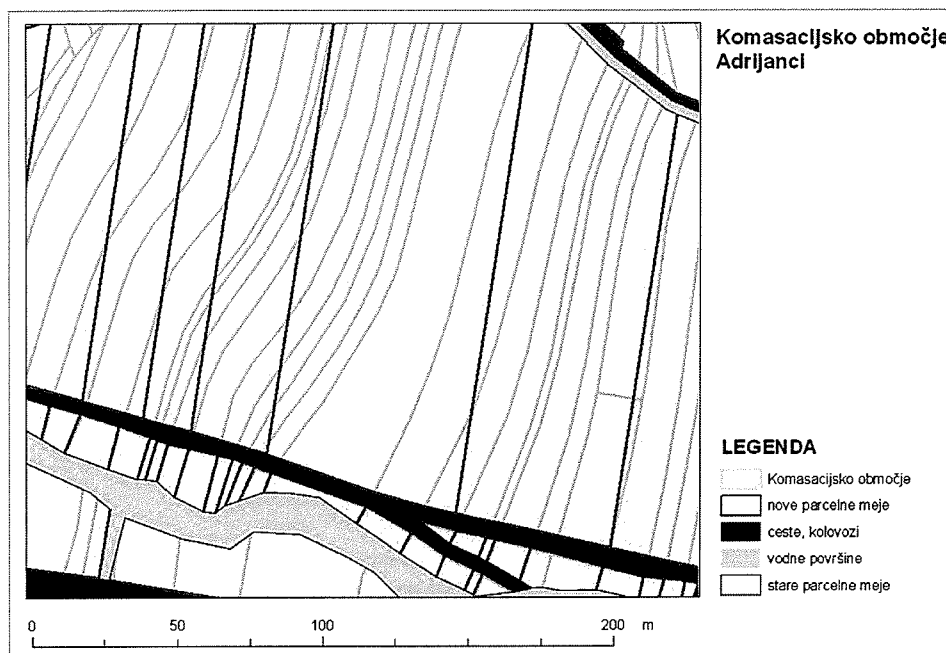 Komasacijsko območje
Adrijanci
LEGENDA
Komasacijsko območje
nove parcelne meje
ceste, kolovozi
vodne površine
stare parcelne meje
0 50 100 200 m